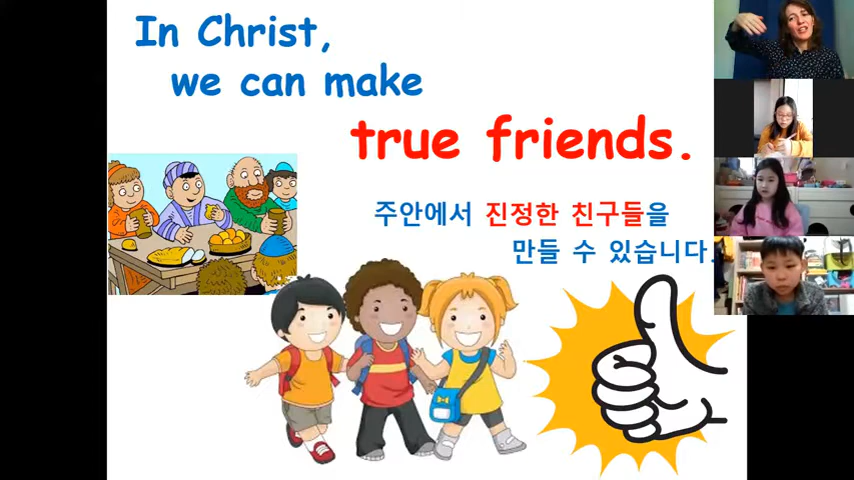 In Christ,
we can make
true friends.
주안에서 진정한 친구들을
만들 수 있습니다.